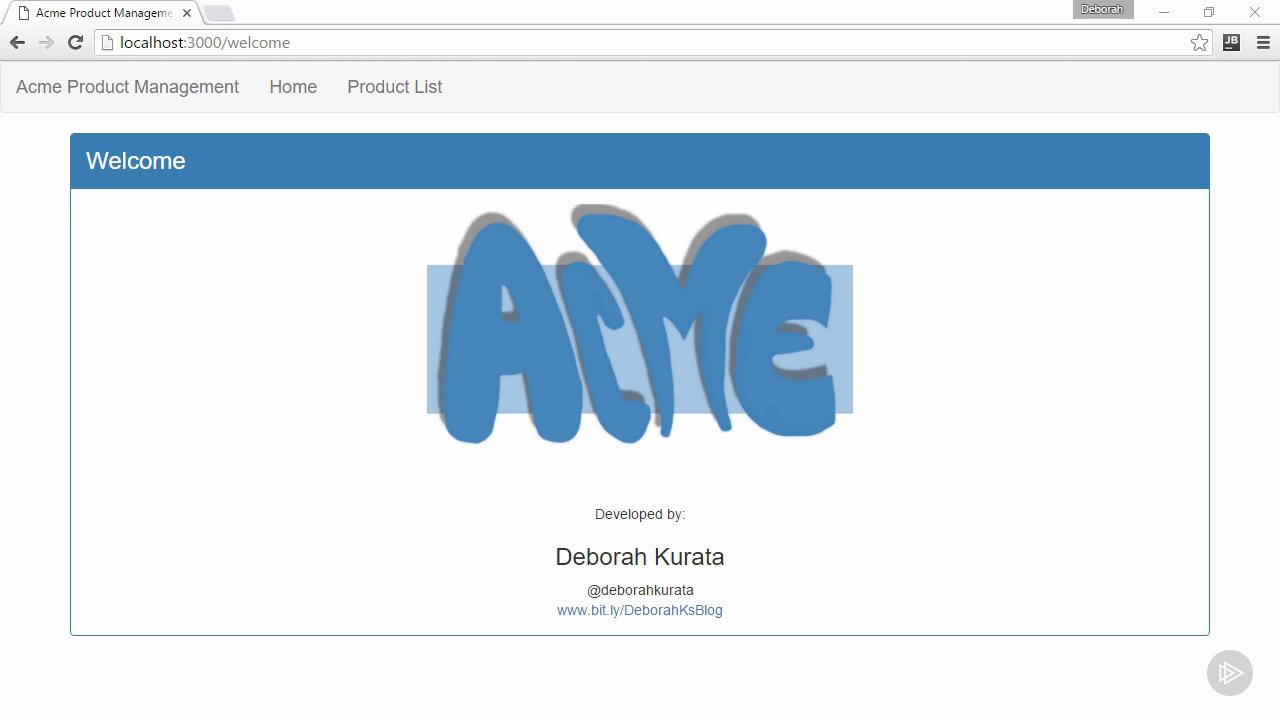 Acme Product Manageme
Deborah
localhost:3000/welcome
JB
Acme Product Management Home Product List
Welcome
ACME
Developed by:
Deborah Kurata
@deborahkurata
www.bit.ly/DeborahKsBlog